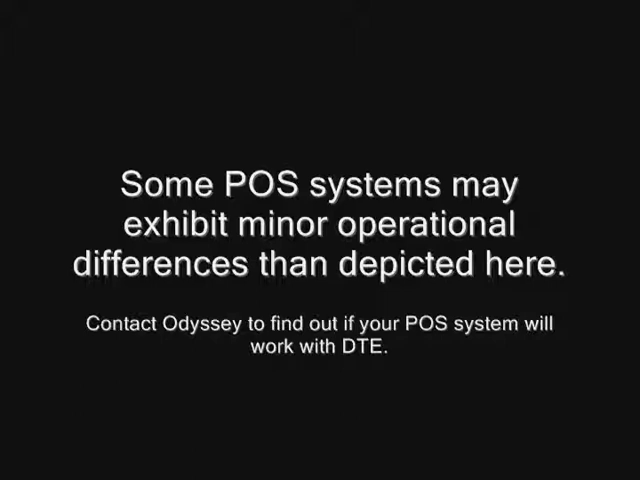 Some POS systems may
exhibit minor operational
differences than depicted here.
Contact Odyssey to find out if your POS system will
work with DTE.